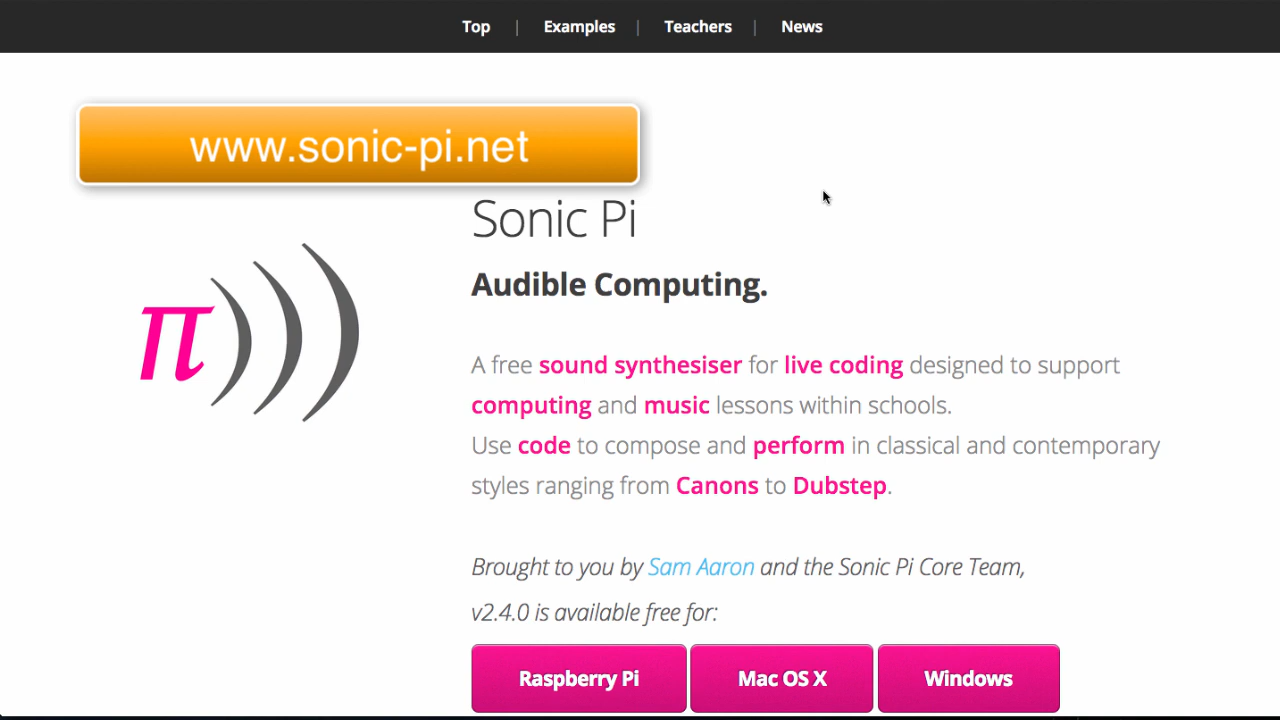 Top | Examples | Teachers | News
www.sonic-pi.net
Sonic Pi
π
Audible Computing.
A free sound synthesiser for live coding designed to support
computing and music lessons within schools.
Use code to compose and perform in classical and contemporary
styles ranging from Canons to Dubstep.
Brought to you by Sam Aaron and the Sonic Pi Core Team,
v2.4.0 is available free for:
Raspberry Pi Mac OS X Windows